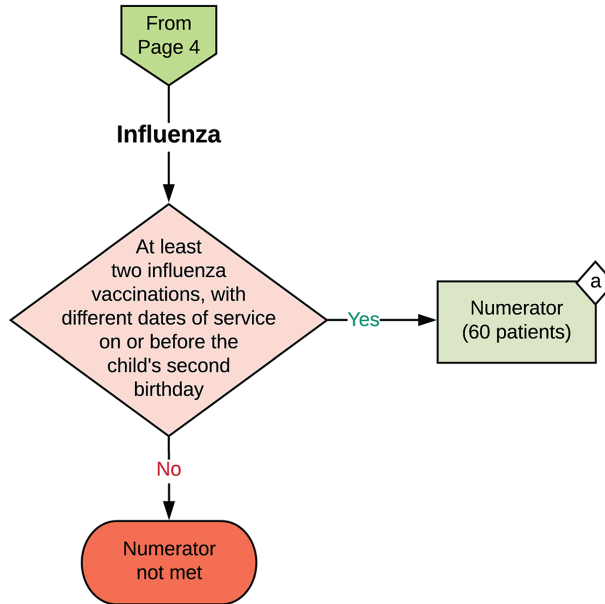 From
Page 4
Influenza
At least
two influenza
vaccinations, with
different dates of service
on or before the
child's second
birthday
Yes
a
Numerator
(60 patients)
No
Numerator
not met